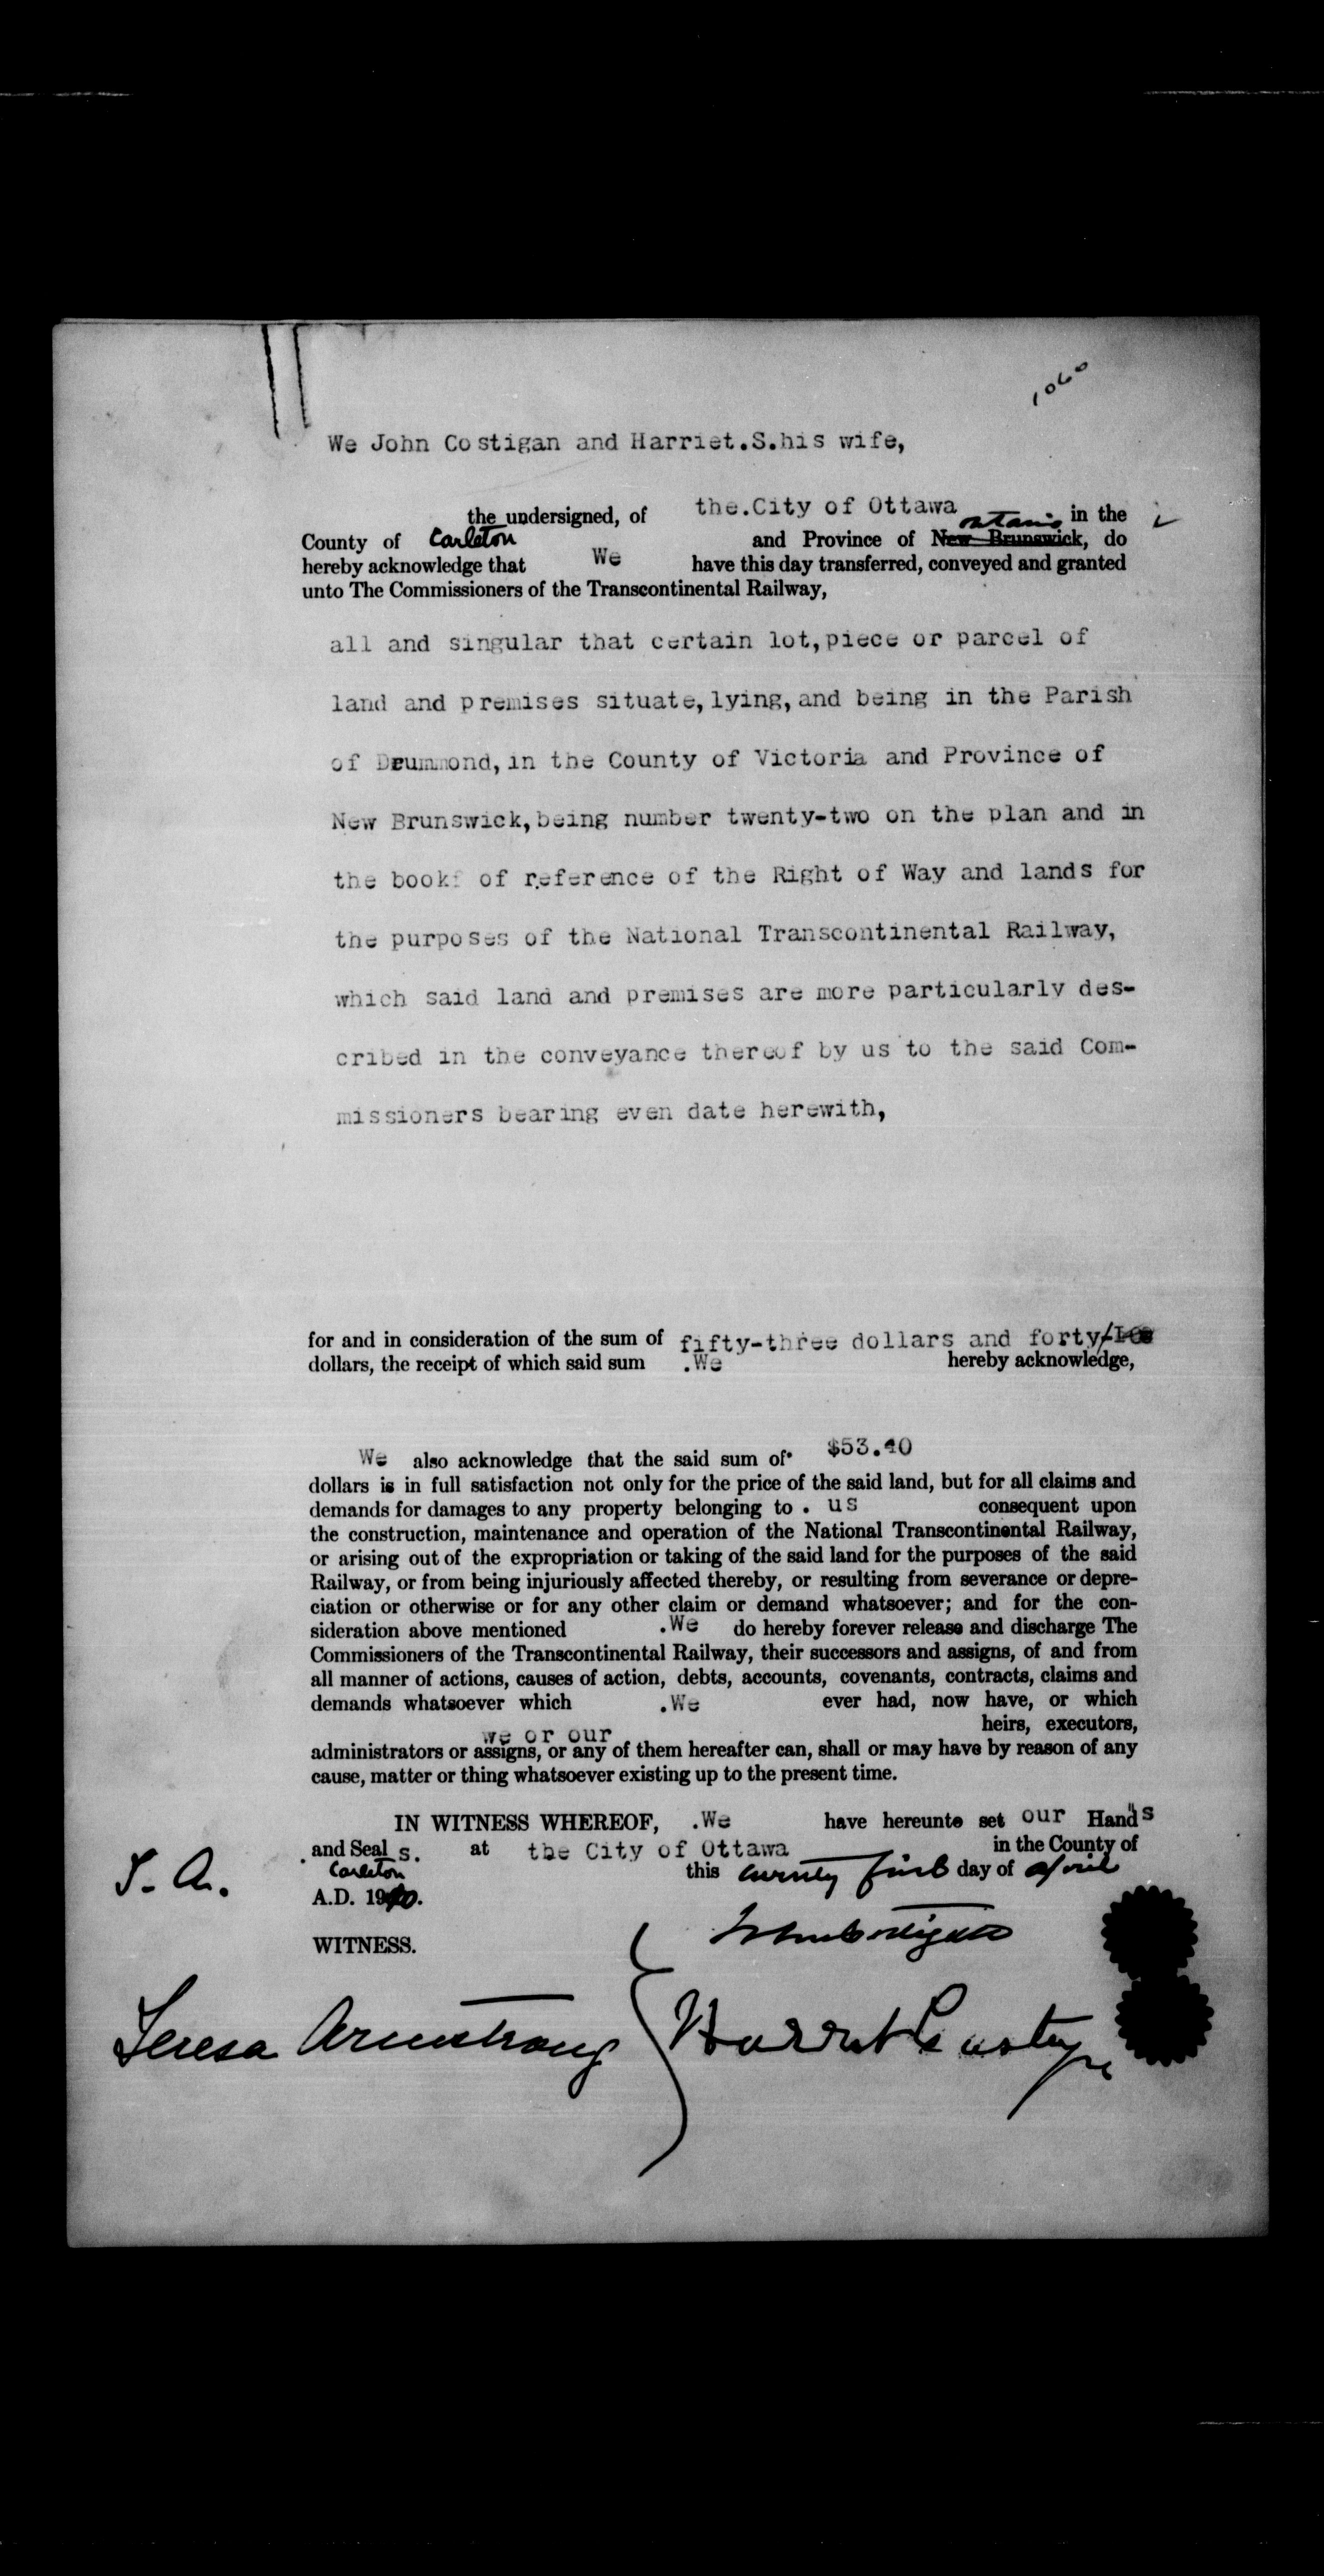 1060
We John Costigan and Harriet.S.his wife,
the undersigned, of the.City of Ottawa in the
Ontario
County of Carleton and Province of New Brunswick, do
hereby acknowledge that We have this day transferred, conveyed and granted
unto The Commissioners of the Transcontinental Railway,
all and singular that certain lot,piece or parcel of
land and premises situate,lying,and being in the Parish
of Drummond,in the County of Victoria and Province of
New Brunswick,being number twenty-two on the plan and in
the book of reference of the Right of Way and lands for
the purposes of the National Transcontinental Railway,
which said land and premises are more particularly des-
cribed in the conveyance thereof by us to the said Com-
missioners bearing even date herewith,
for and in consideration of the sum of fifty-three dollars and forty/100
dollars, the receipt of which said sum .We hereby acknowledge,
We also acknowledge that the said sum of $53.40
dollars is in full satisfaction not only for the price of the said land, but for all claims and
demands for damages to any property belonging to . us consequent upon
the construction, maintenance and operation of the National Transcontinental Railway,
or arising out of the expropriation or taking of the said land for the purposes of the said
Railway, or from being injuriously affected thereby, or resulting from severance or depre-
ciation or otherwise or for any other claim or demand whatsoever; and for the con-
sideration above mentioned .We do hereby forever release and discharge The
Commissioners of the Transcontinental Railway, their successors and assigns, of and from
all manner of actions, causes of action, debts, accounts, covenants, contracts, claims and
demands whatsoever which .We ever had, now have, or which
we or our heirs, executors,
administrators or assigns, or any of them hereafter can, shall or may have by reason of any
cause, matter or thing whatsoever existing up to the present time.
IN WITNESS WHEREOF, .We have hereunto set our Hands
and Seal s. at the City of Ottawa in the County of
Carleton this twenty first day of April
T. A.
A.D. 1910.
WITNESS.
John Costigan
Teresa Armstrong
Harriet S Costigan